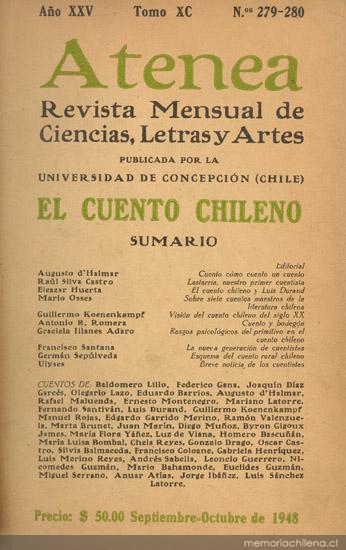 Año XXV Tomo XC N.os 279-280
Atenea
Revista Mensual de
Ciencias, Letras y Artes
PUBLICADA POR LA
UNIVERSIDAD DE CONCEPCIÓN (CHILE)
EL CUENTO CHILENO
SUMARIO
Editorial
Augusto d'Halmar Cuento cómo cuento un cuento
Raúl Silva Castro Lastarria, nuestro primer cuentista
Eleazar Huerta El cuento chileno y Luis Durand
Mario Osses Sobre siete cuentos maestros de la
literatura chilena
Guillermo Koenenkampf Visión del cuento chileno del siglo XX
Antonio R. Romera Cuento y bodegón
Graciela Illanes Adaro Rasgos psicológicos del primitivo en el
cuento chileno
Francisco Santana La nueva generación de cuentistas
Germán Sepúlveda Esquema del cuento rural chileno
Ulyses Breve noticia de los cuentistas
CUENTOS DE: Baldomero Lillo, Federico Gana, Joaquín Díaz
Garcés, Olegario Lazo, Eduardo Barrios, Augusto d'Halmar,
Rafael Maluenda, Ernesto Montenegro, Mariano Latorre,
Fernando Santiván, Luis Durand, Guillermo Koenenkampf
Manuel Rojas, Edgardo Garrido Merino, Ramón Valenzue-
la, Marta Brunet, Juan Marín, Diego Muñoz, Byron Gigoux
James, María Flora Yáñez, Luz de Viana, Homero Bascuñán,
María Luisa Bombal, Chela Reyes, Gonzalo Drago, Oscar Cas-
tro, Silvia Balmaceda, Francisco Coloane, Gabriela Henríquez,
Luis Merino Reyes, Andrés Sabella, Leoncio Guerrero, Ni-
comedes Guzmán, Mario Bahamonde, Euclides Guzmán,
Miguel Serrano, Anuar Atías, Jorge Ibáñez, Luis Sánchez
Latorre.
Precio: $ 50.00 Septiembre-Octubre de 1948
memoriachilena.cl